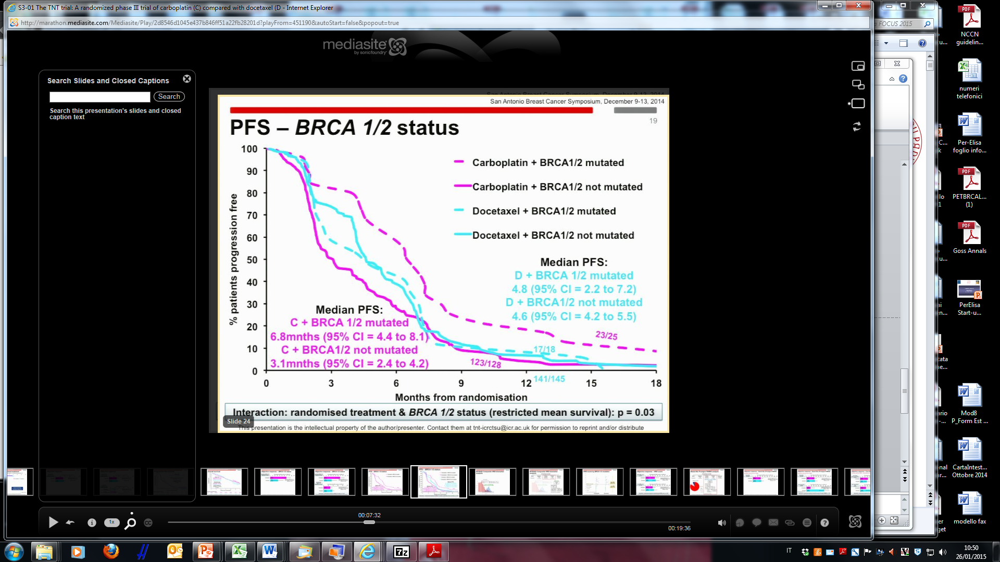 S3-01 The TNT trial: A randomized phase III trial of carboplatin (C) compared with docetaxel (D - Internet Explorer
http://marathon.mediasite.com/Mediasite/Play/2d8546d1045e437b846ff51a22fb28201d?playFrom=451190&autoStart=false&popout=true
FOCUS 2015
mediasite
by sonicfoundry
Search Slides and Closed Captions
Search
Search this presentation's slides and closed
caption text
San Antonio Breast Cancer Symposium, December 9-13, 2014
19
PFS – BRCA 1/2 status
% patients progression free
100
90
80
70
60
50
40
30
20
10
0
Carboplatin + BRCA1/2 mutated
Carboplatin + BRCA1/2 not mutated
Docetaxel + BRCA1/2 mutated
Docetaxel + BRCA1/2 not mutated
Median PFS:
D + BRCA 1/2 mutated
4.8 (95% CI = 2.2 to 7.2)
D + BRCA1/2 not mutated
4.6 (95% CI = 4.2 to 5.5)
Median PFS:
C + BRCA 1/2 mutated
6.8mnths (95% CI = 4.4 to 8.1)
C + BRCA1/2 not mutated
3.1mnths (95% CI = 2.4 to 4.2)
23/25
17/18
123/128
141/145
0 3 6 9 12 15 18
Months from randomisation
Interaction: randomised treatment & BRCA 1/2 status (restricted mean survival): p = 0.03
Slide 24
This presentation is the intellectual property of the author/presenter. Contact them at tnt-icrctsu@icr.ac.uk for permission to reprint and/or distribute
1x
CC
00:07:32
00:19:36
NCCN
guidelin...
numeri
telefonici
Per-Elisa
foglio info...
PETBRCAL...
(1)
Goss Annals
PerElisa
Start-u...
Mod8
P_Form Est ...
CartaIntest...
Ottobre 2014
modello fax
IT
10:50
26/01/2015